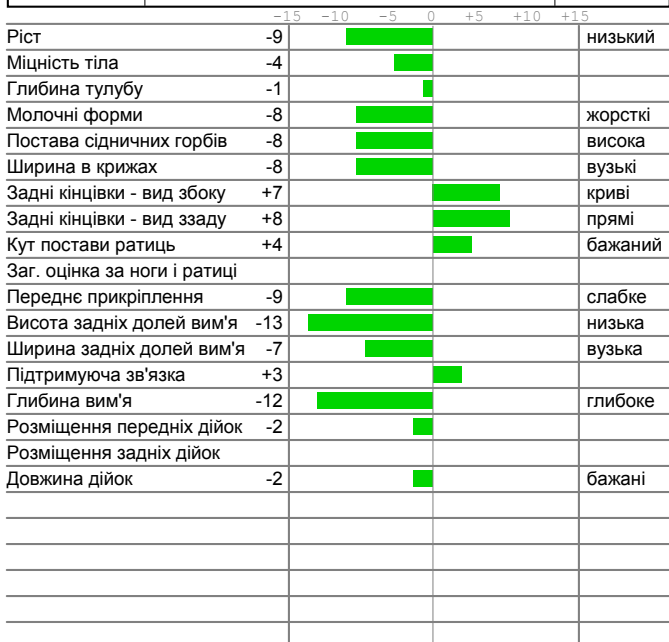 -15 -10 -5 0 +5 +10 +15
Ріст -9 низький
Міцність тіла -4
Глибина тулубу -1
Молочні форми -8 жорсткі
Постава сідничних горбів -8 висока
Ширина в крижах -8 вузькі
Задні кінцівки - вид збоку +7 криві
Задні кінцівки - вид ззаду +8 прямі
Кут постави ратиць +4 бажаний
Заг. оцінка за ноги і ратиці
Переднє прикріплення -9 слабке
Висота задніх долей вим'я -13 низька
Ширина задніх долей вим'я -7 вузька
Підтримуюча зв'язка +3
Глибина вим'я -12 глибоке
Розміщення передніх дійок -2
Розміщення задніх дійок
Довжина дійок -2 бажані